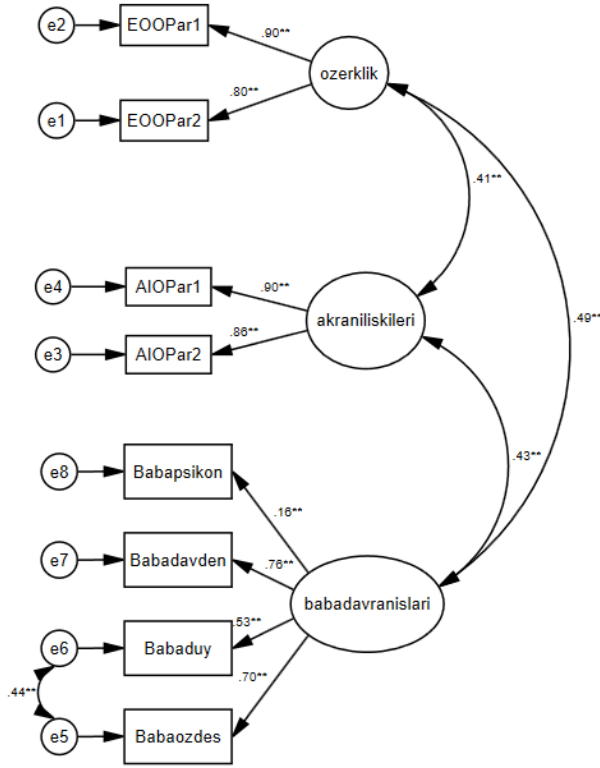 e2
EOOPar1
.90**
ozerklik
e1
EOOPar2
.80**
.41**
e4
AIOPar1
.90**
akraniliskileri
.49**
e3
AIOPar2
.86**
.43**
e8
Babapsikon
.16**
e7
Babadavden
.76**
babadavranislari
e6
Babaduy
.53**
.44**
.70**
e5
Babaozdes